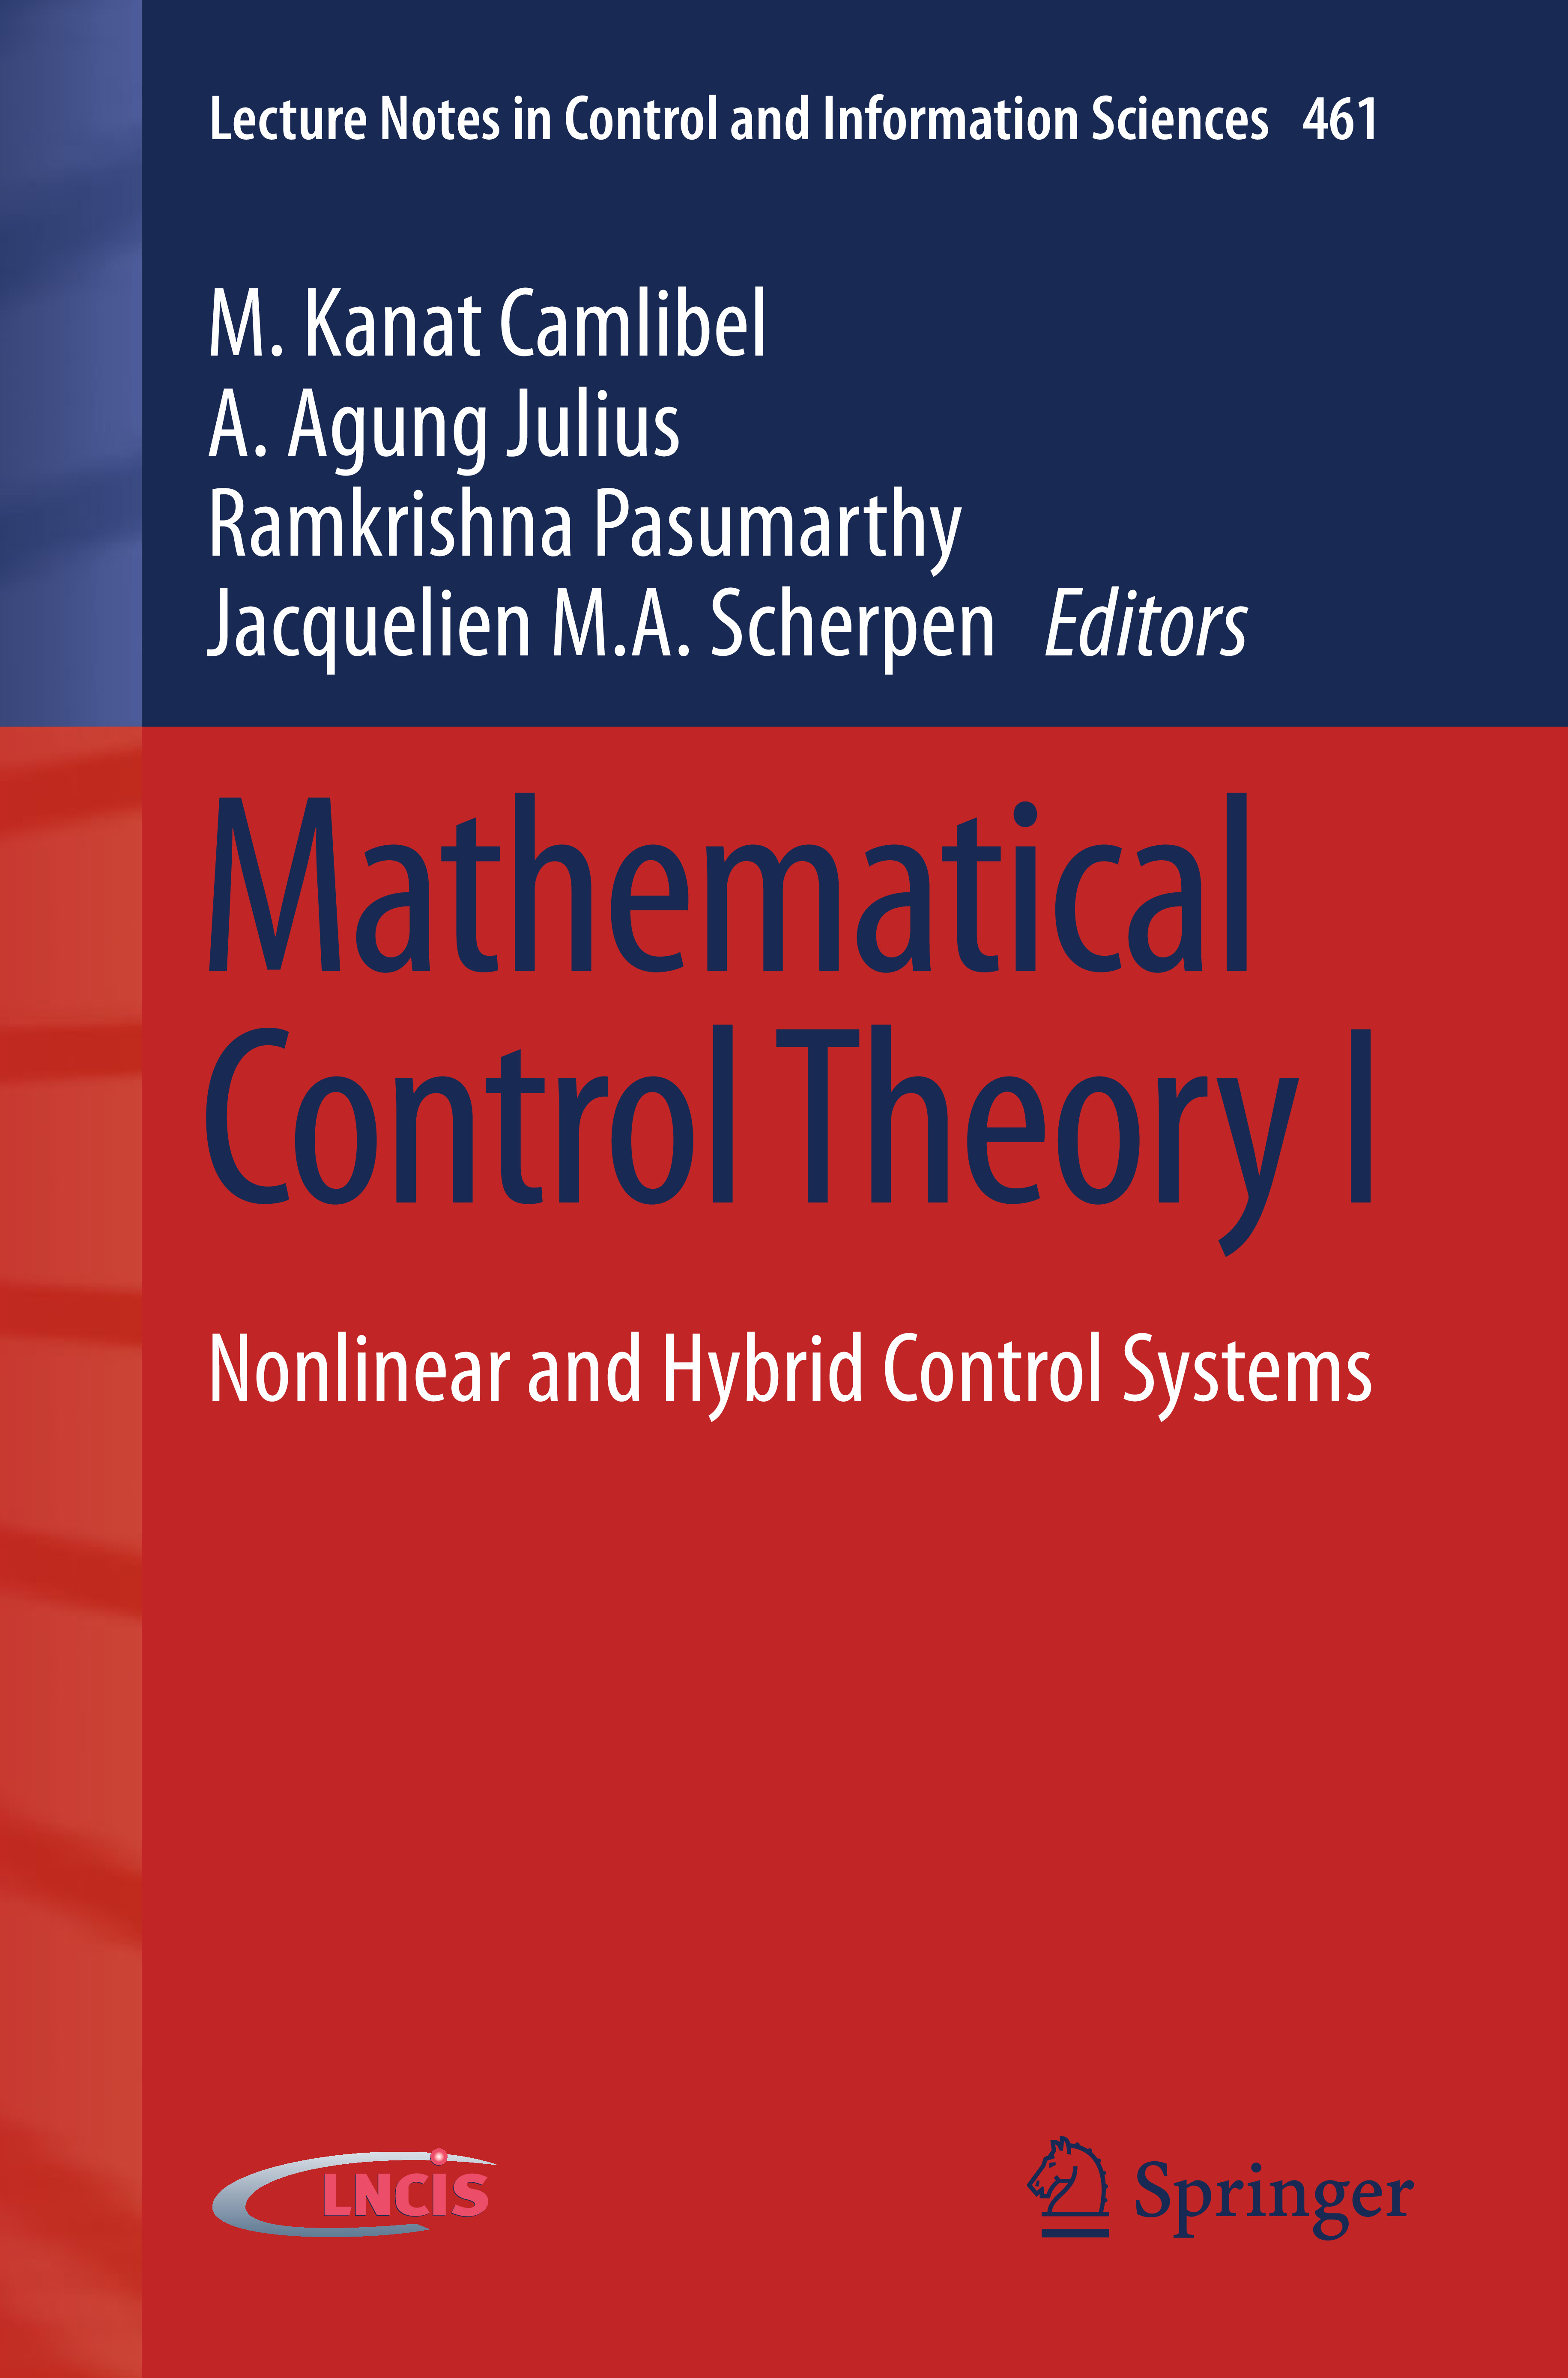 Lecture Notes in Control and Information Sciences 461
M. Kanat Camlibel
A. Agung Julius
Ramkrishna Pasumarthy
Jacquelien M.A. Scherpen Editors
Mathematical
Control Theory I
Nonlinear and Hybrid Control Systems
LNCIS
Springer